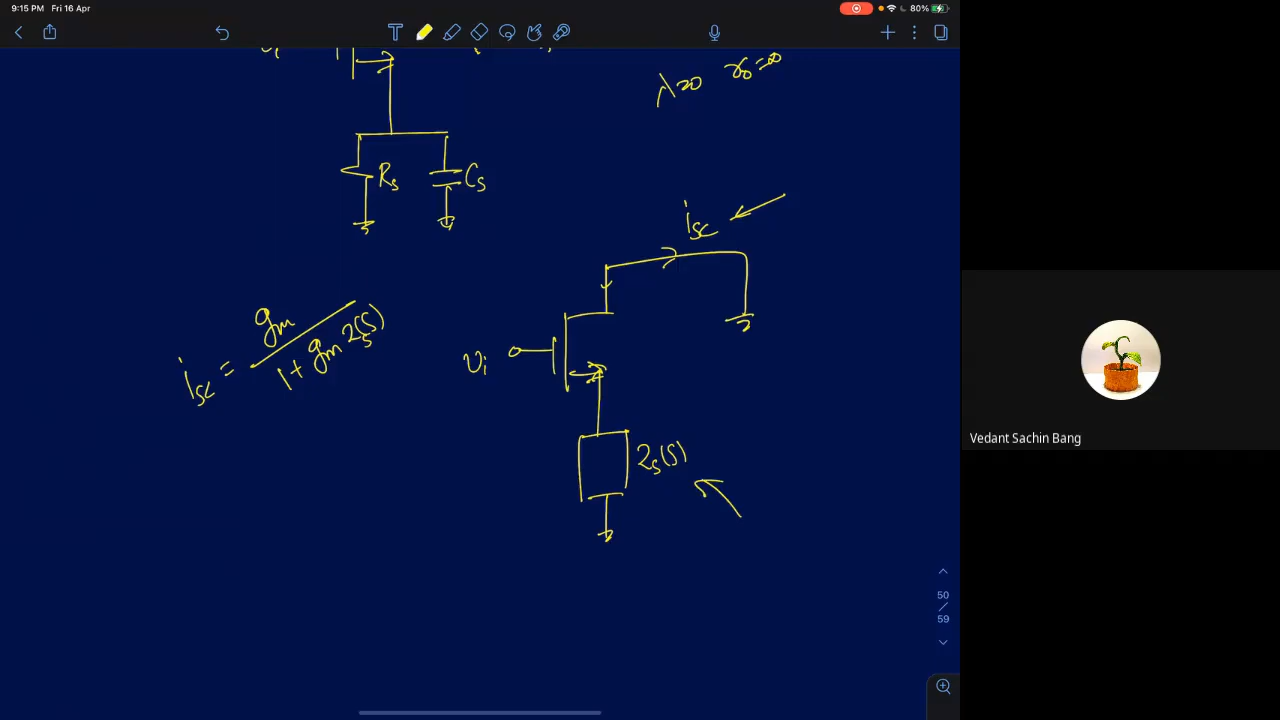 9:15 PM Fri 16 Apr
80%
λ=0 r₀=∞
Rs
Cs
isc
isc = gm / 1+ gm Zs(S)
Vi
Zs(S)
Vedant Sachin Bang
50
/
59